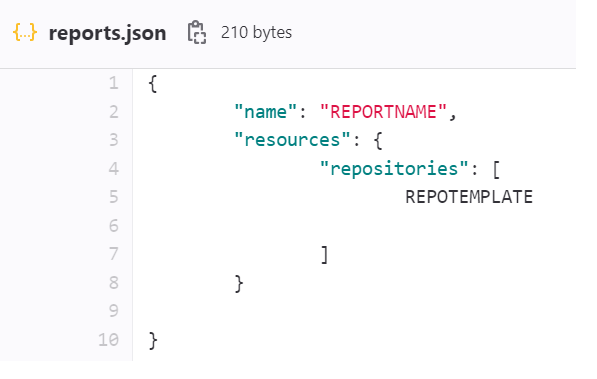 {..} reports.json 210 bytes
1 {
2 "name": "REPORTNAME",
3 "resources": {
4 "repositories": [
5 REPOTEMPLATE
6
7 ]
8 }
9
10 }